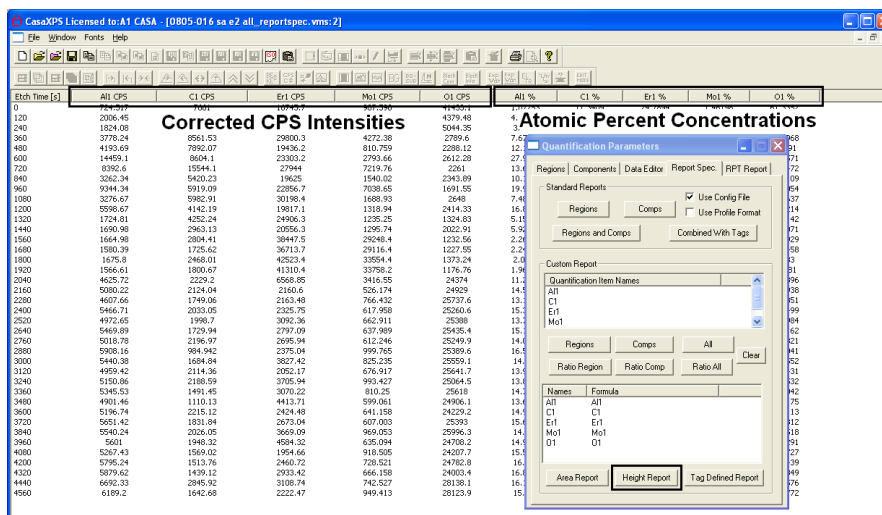 CasaXPS Licensed to:A1 CASA - [0805-016 sa e2 all_reportspec.vms:2]
File Window Fonts Help
Etch Time [s] Al1 CPS C1 CPS Er1 CPS Mo1 CPS O1 CPS Al1 % C1 % Er1 % Mo1 % O1 %
0
Corrected CPS Intensities
Atomic Percent Concentrations
120 2006.45 4379.48
240 1824.08 5044.35
360 3778.24 8561.53 29800.3 4272.38 2789.6
480 4193.69 7892.07 19436.2 810.759 2288.12
600 14459.1 8604.1 23303.2 2793.66 2612.28
720 8392.6 15544.1 27944 7219.76 2261
840 3262.34 5420.23 19625 1540.02 2343.89
960 9344.34 5919.09 22856.7 7038.65 1691.55
1080 3276.67 5982.91 30198.4 1688.93 2648
1200 5598.67 4142.19 19817.1 1318.94 2414.33
1320 1724.81 4252.24 24906.3 1235.25 1324.83
1440 1690.98 2963.13 20556.3 1295.74 2022.91
1560 1664.98 2804.41 38447.5 29248.4 1232.56
1680 1580.39 1725.62 36713.7 29116.4 1227.55
1800 1675.8 2468.01 42523.4 33554.4 1373.24
1920 1566.61 1800.67 41310.4 33758.2 1176.76
2040 4625.72 2229.2 6568.85 3416.55 24374
2160 5080.22 2124.04 2160.6 526.174 24929
2280 4607.66 1749.06 2163.48 766.432 25737.6
2400 5466.71 2033.05 2325.75 617.958 25260.6
2520 4972.65 1998.7 3092.36 662.911 25388
2640 5469.89 1729.94 2797.09 637.989 25435.4
2760 5018.78 2196.97 2695.94 612.246 25249.9
2880 5908.16 984.942 2375.04 999.765 25389.6
3000 5440.38 1684.84 3827.42 825.235 25559.1
3120 4959.42 2114.36 2052.17 676.917 25641.7
3240 5150.86 2188.59 3705.94 993.427 25064.5
3360 5345.53 1491.45 3070.22 810.25 25618
3480 4901.46 1110.13 4413.71 599.061 24906.1
3600 5196.74 2215.12 2424.48 641.158 24229.2
3720 5651.42 1831.84 2673.04 607.003 25393
3840 5540.24 2026.05 3669.09 969.053 25996.3
3960 5601 1948.32 4584.32 635.094 24708.2
4080 5267.43 1569.02 1954.66 918.505 24207.7
4200 5795.24 1513.76 2460.72 728.521 24782.8
4320 5879.62 1439.12 2933.42 666.158 24003.4
4440 6692.33 2845.92 3108.74 742.527 28138.1
4560 6189.2 1642.68 2222.47 949.413 28123.9
Quantification Parameters
Regions Components Data Editor Report Spec. RPT Report
Standard Reports
Use Config File
Regions Comps Use Profile Format
Regions and Comps Combined With Tags
Custom Report
Quantification Item Names
Al1
C1
Er1
Mo1
Regions Comps All
Clear
Ratio Region Ratio Comp Ratio All
Names Formula
Al1 Al1
C1 C1
Er1 Er1
Mo1 Mo1
O1 O1
Area Report Height Report Tag Defined Report